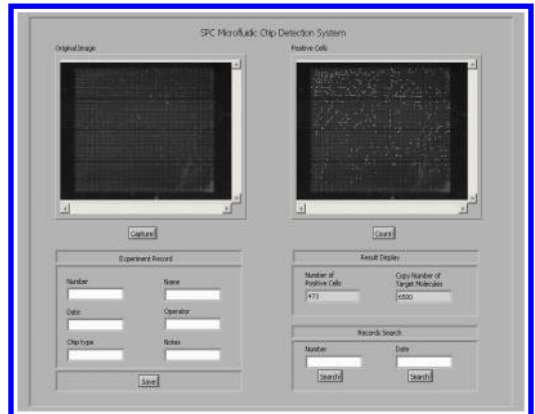 SPC Microfluidic Chip Detection System
Original Image
Positive Cells
Capture
Count
Experiment Record
Number
Name
Date
Operator
Chip type
Notes
Save
Result Display
Number of
Positive Cells
Copy Number of
Target Molecules
473
6800
Records Search
Number
Date
Search
Search